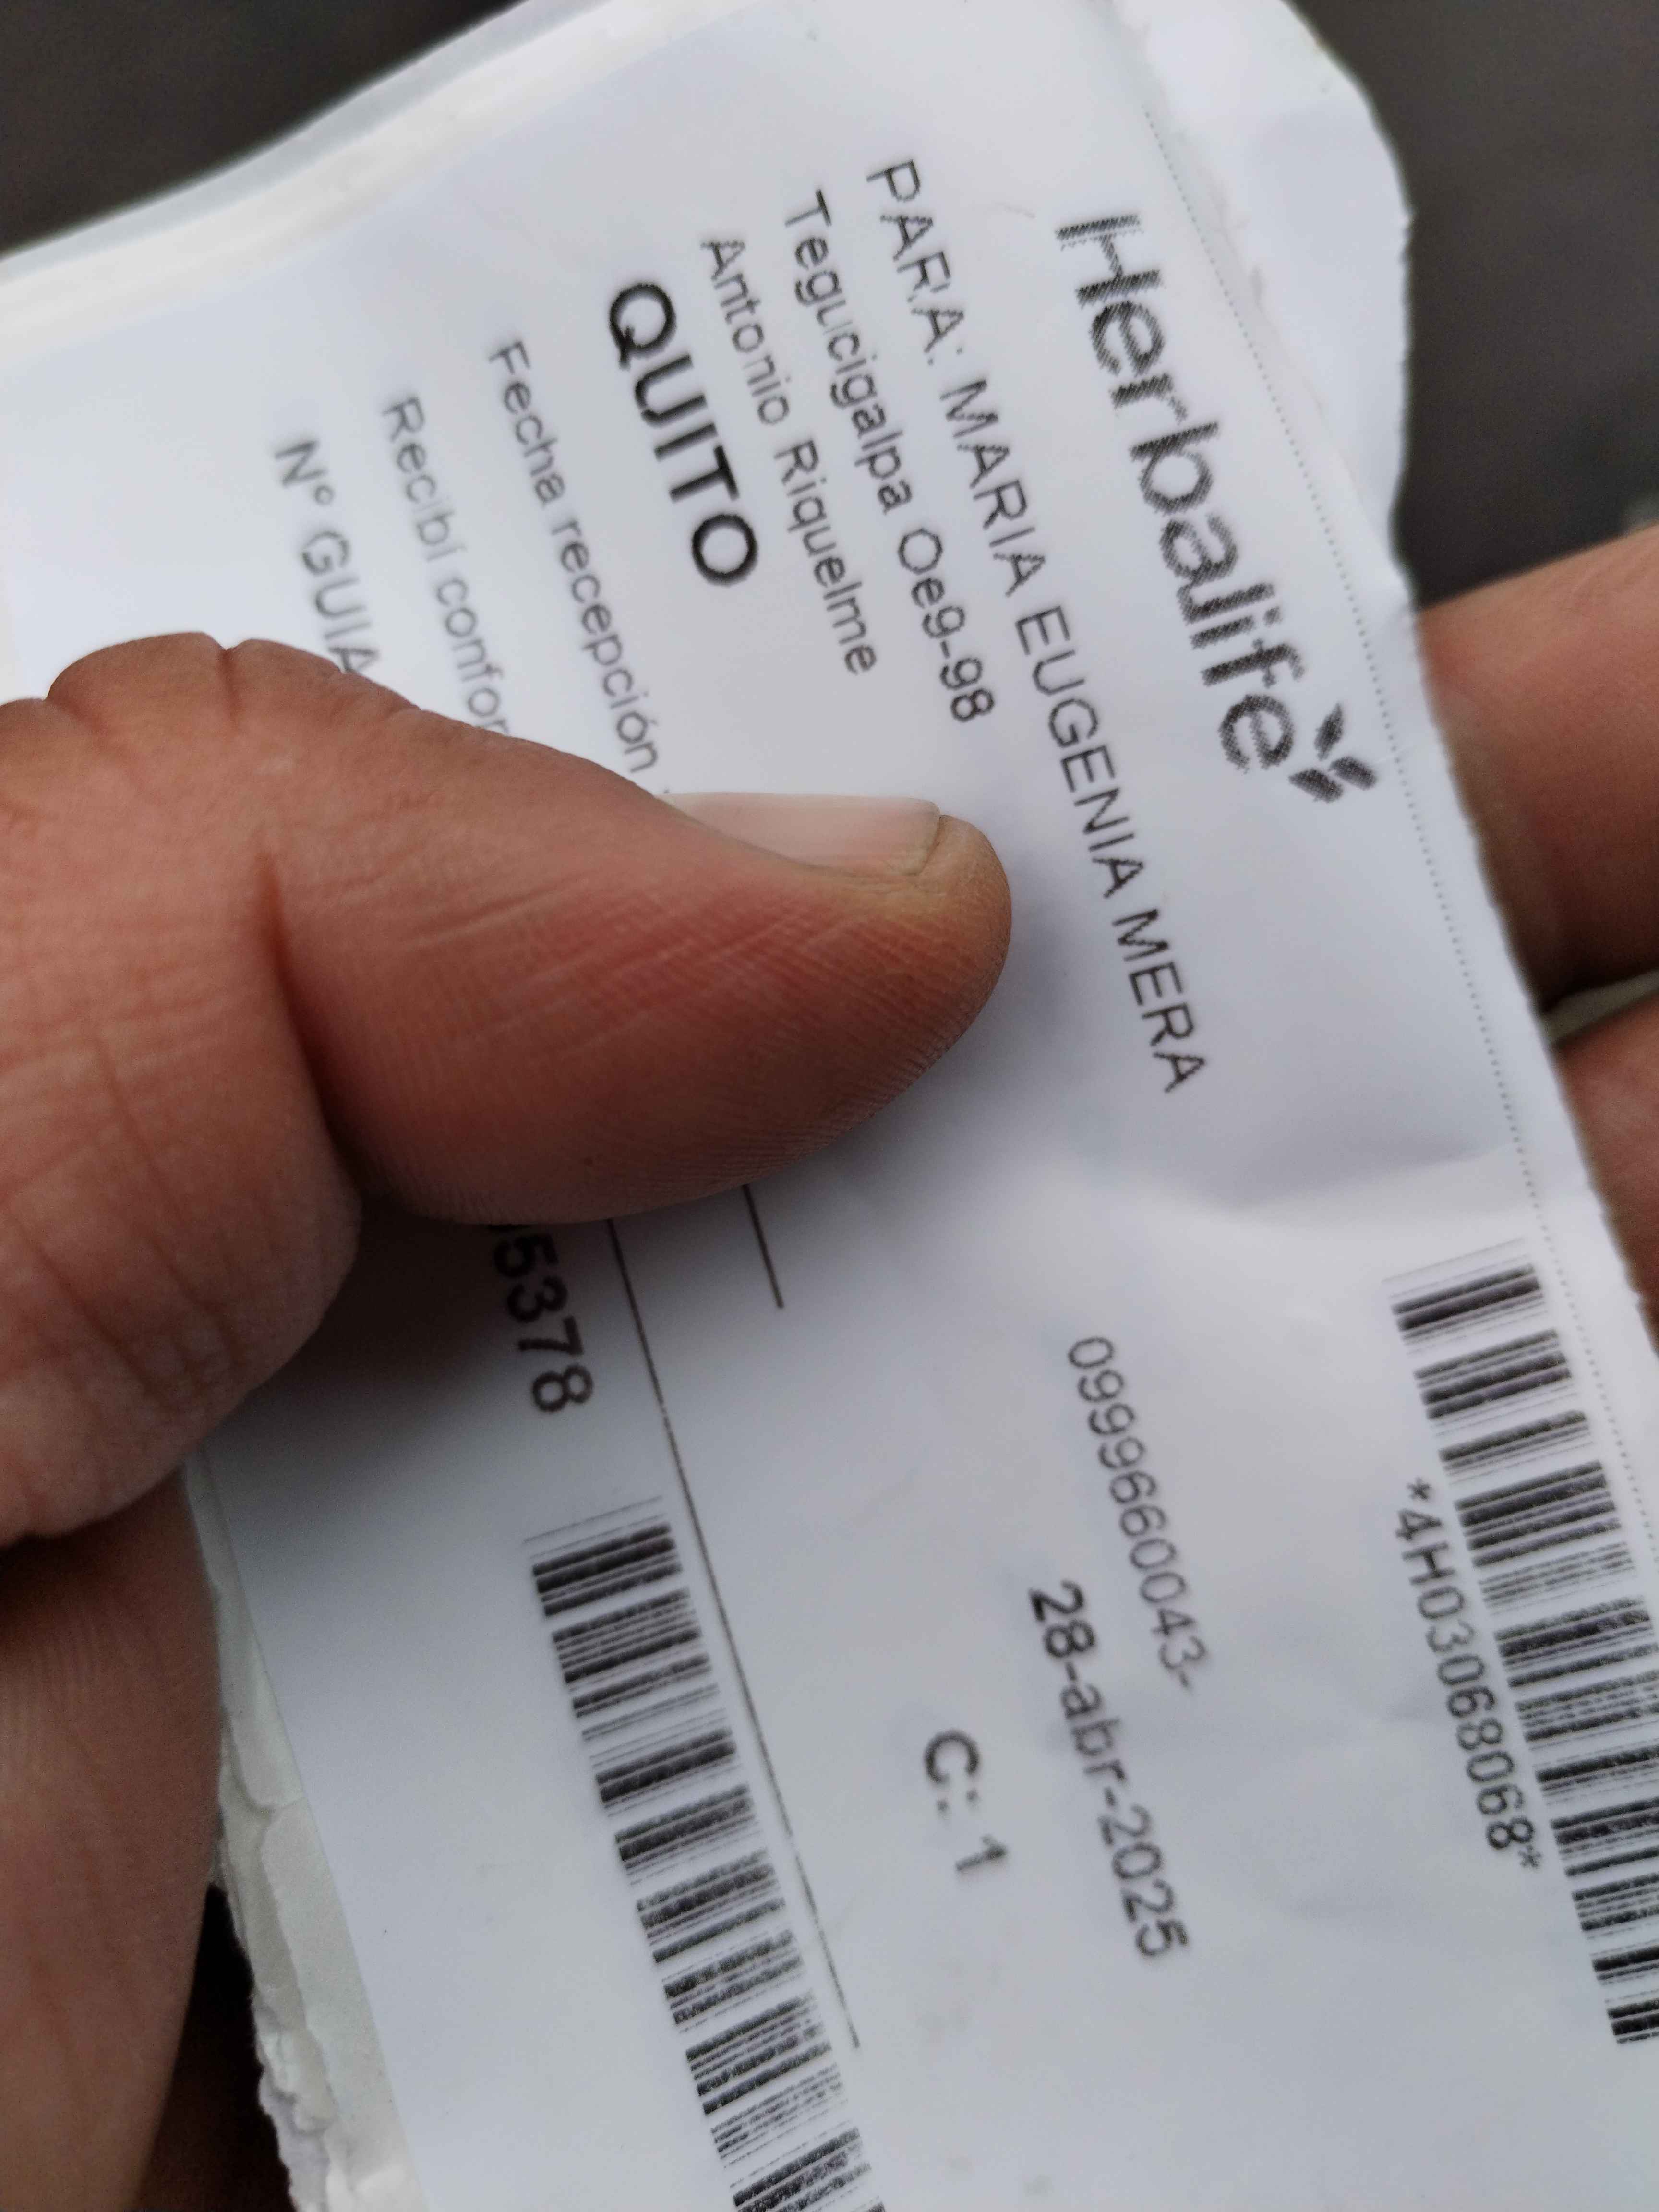 Herbalife
*4H03068068*
PARA: MARIA EUGENIA MERA
0999660043-
Tegucigalpa Oe9-98
28-abr-2025
Antonio Riquelme
QUITO
C: 1
Fecha recepción
Recibí confor
N° GUIA
5378